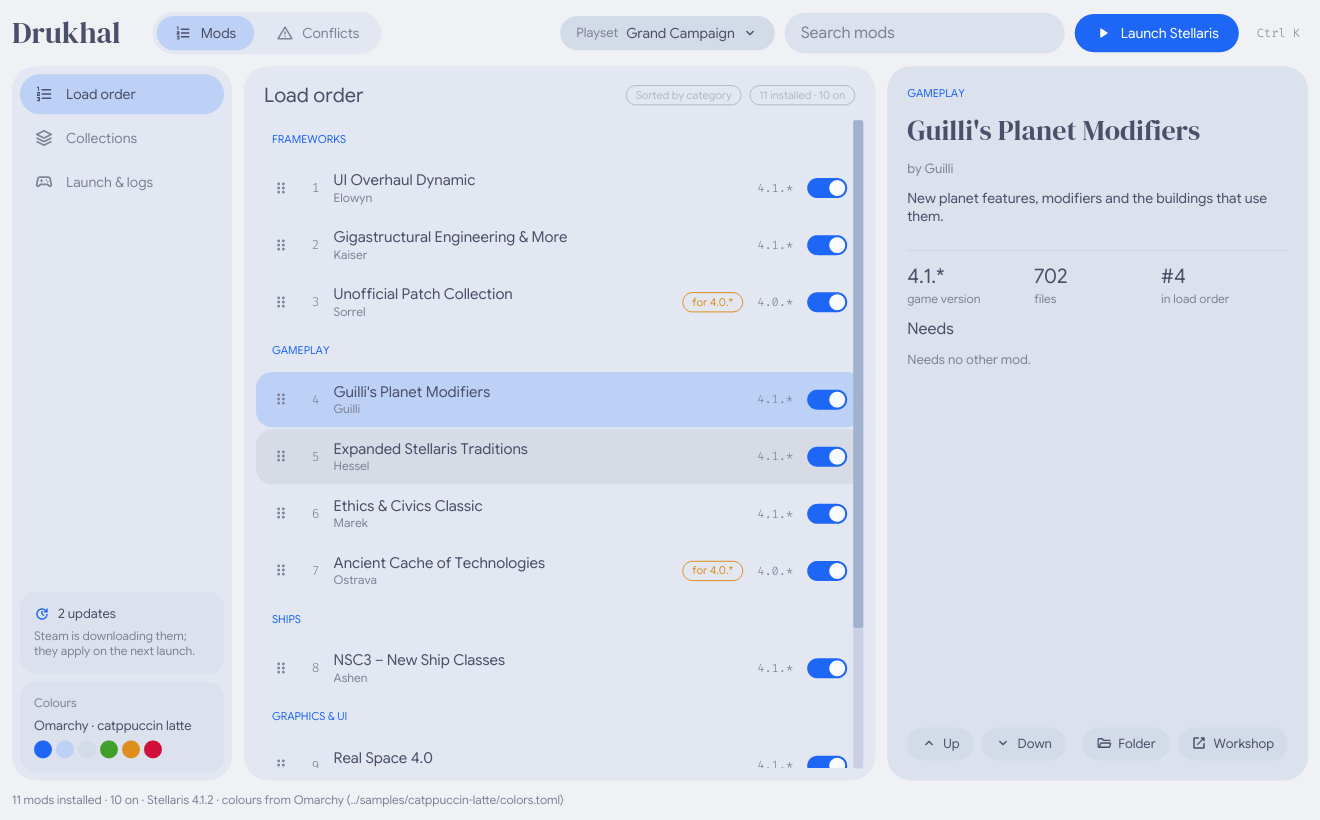 Drukhal
Mods
Conflicts
Playset Grand Campaign
Search mods
Launch Stellaris
Ctrl K
Load order
Collections
Launch & logs
2 updates
Steam is downloading them;
they apply on the next launch.
Colours
Omarchy · catppuccin latte
Load order
Sorted by category
11 installed · 10 on
FRAMEWORKS
1 UI Overhaul Dynamic 4.1.*
Elowyn
2 Gigastructural Engineering & More 4.1.*
Kaiser
3 Unofficial Patch Collection for 4.0.* 4.0.*
Sorrel
GAMEPLAY
4 Guilli's Planet Modifiers 4.1.*
Guilli
5 Expanded Stellaris Traditions 4.1.*
Hessel
6 Ethics & Civics Classic 4.1.*
Marek
7 Ancient Cache of Technologies for 4.0.* 4.0.*
Ostrava
SHIPS
8 NSC3 – New Ship Classes 4.1.*
Ashen
GRAPHICS & UI
9 Real Space 4.0 4.1.*
GAMEPLAY
Guilli's Planet Modifiers
by Guilli
New planet features, modifiers and the buildings that use
them.
4.1.* 702 #4
game version files in load order
Needs
Needs no other mod.
Up
Down
Folder
Workshop
11 mods installed · 10 on · Stellaris 4.1.2 · colours from Omarchy (../samples/catppuccin-latte/colors.toml)